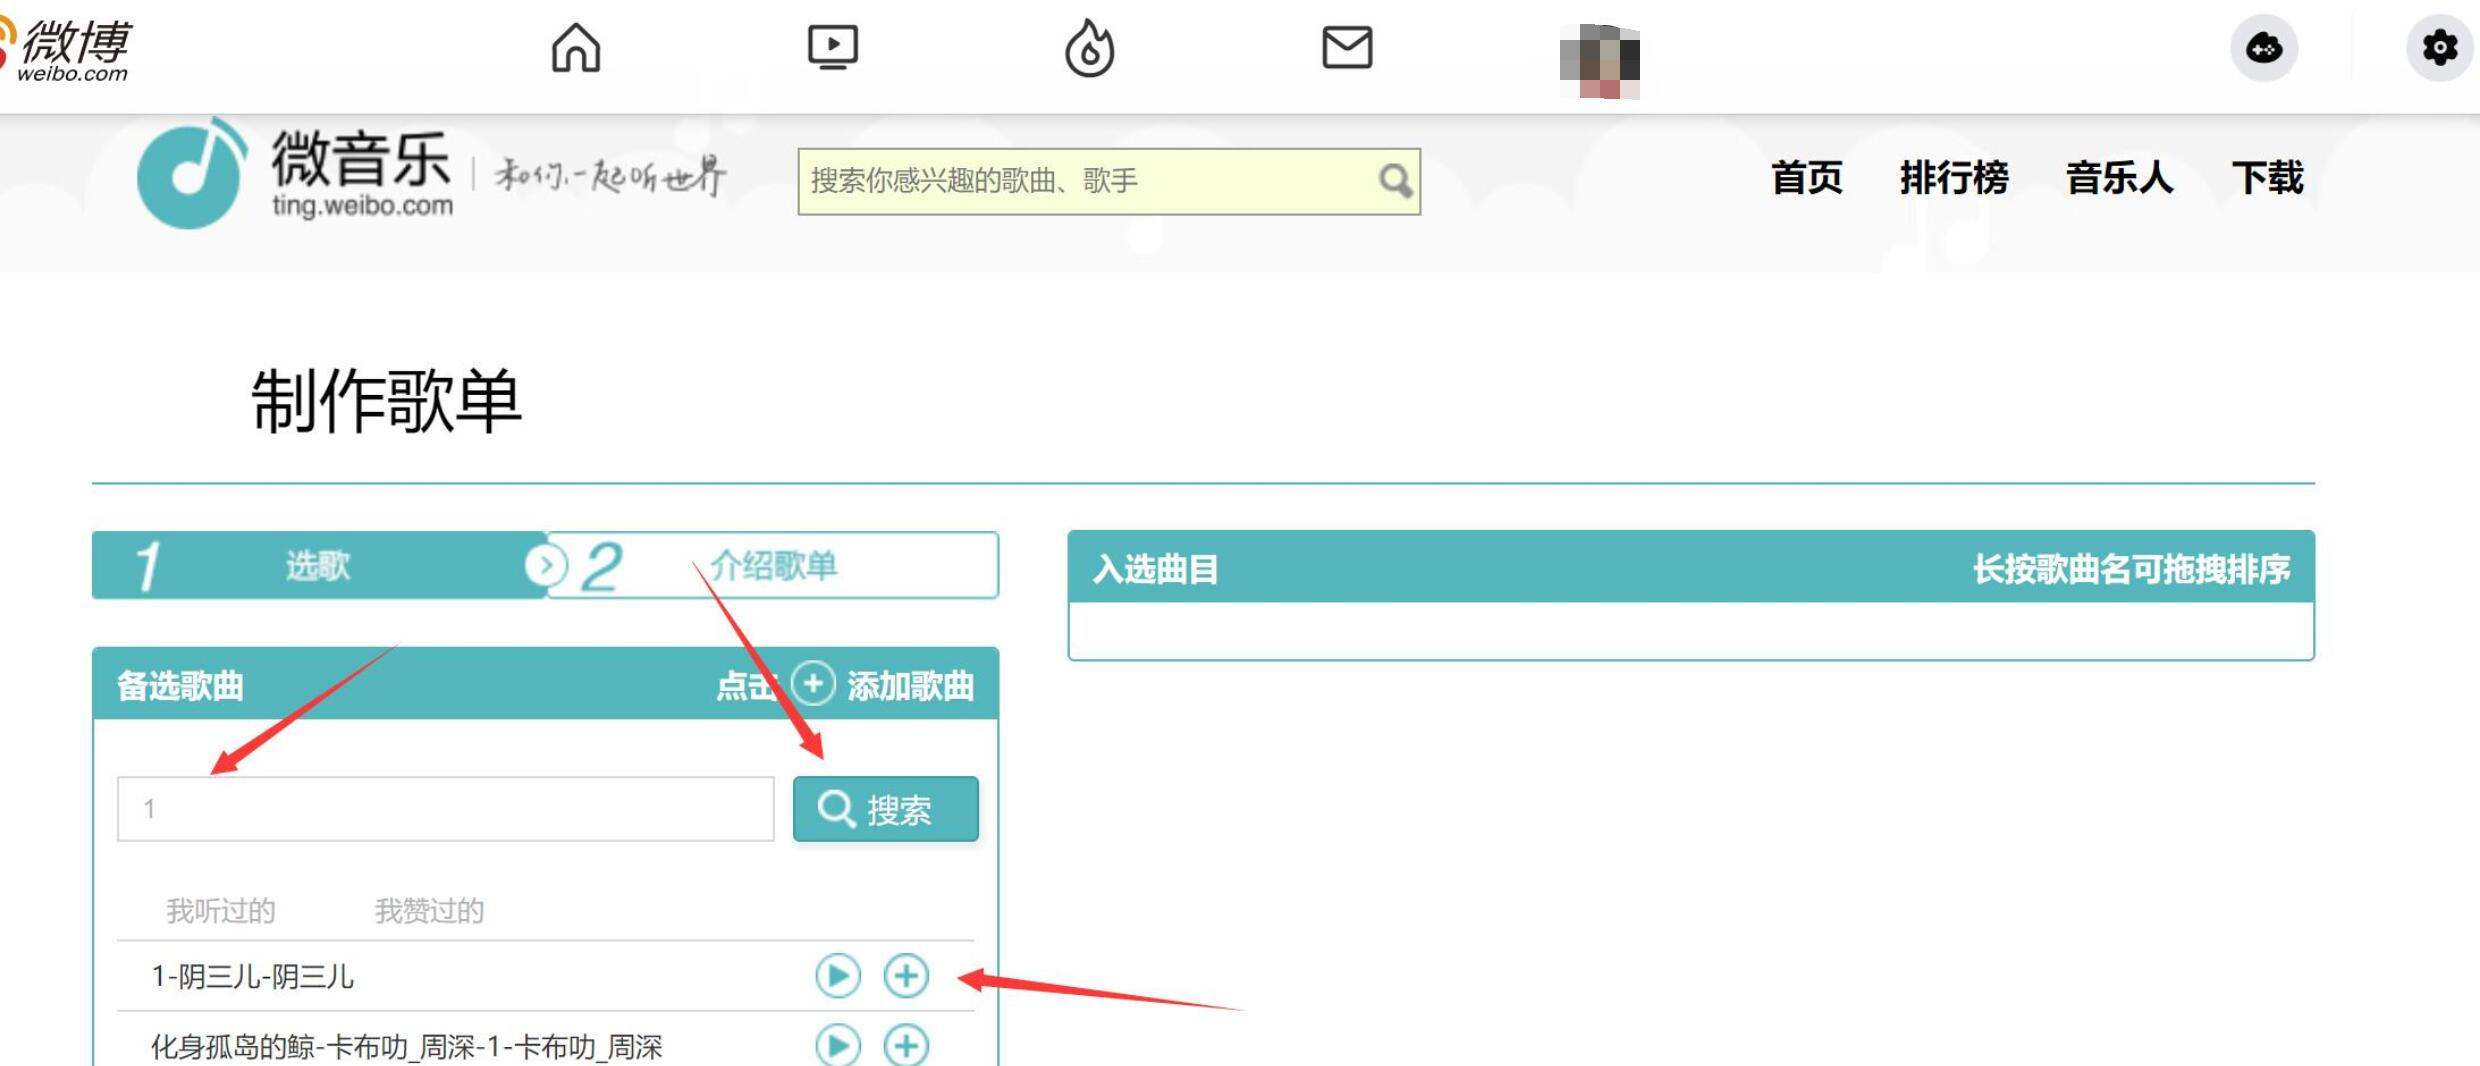 微博
weibo.com
微音乐
ting.weibo.com
和你一起听世界
搜索你感兴趣的歌曲、歌手
首页 排行榜 音乐人 下载
制作歌单
1 选歌 2 介绍歌单
入选曲目 长按歌曲名可拖拽排序
备选歌曲 点击 添加歌曲
1 搜索
我听过的 我赞过的
1-阴三儿-阴三儿
化身孤岛的鲸-卡布叻_周深-1-卡布叻_周深